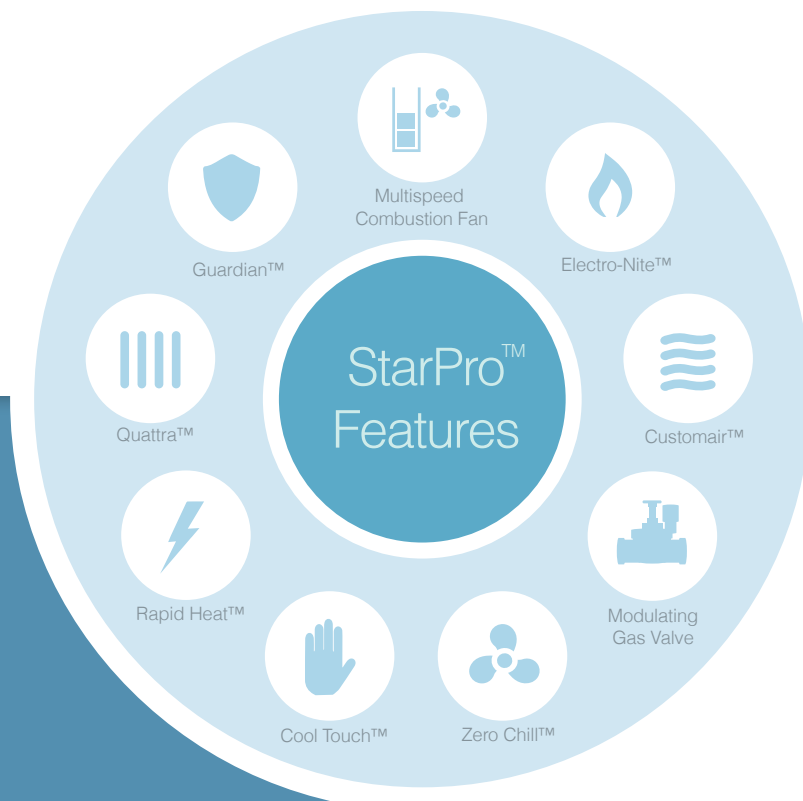 Multispeed
Combustion Fan
Guardian™
Electro-Nite™
StarPro™
Features
Quattra™
Customair™
Rapid Heat™
Modulating
Gas Valve
Cool Touch™
Zero Chill™